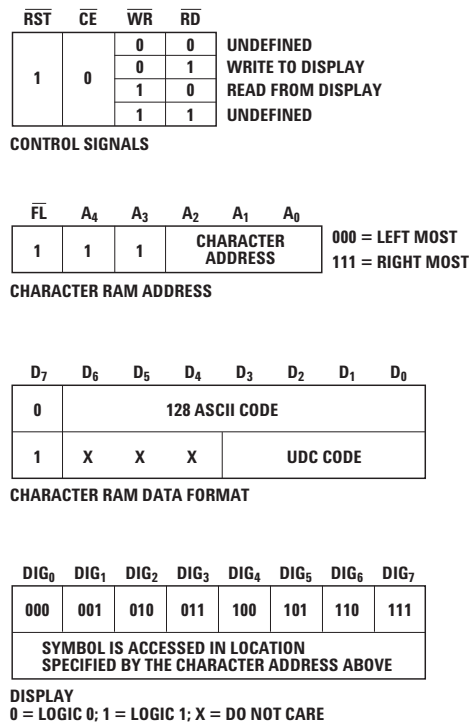 RST CE WR RD
0 0 UNDEFINED
1 0 0 1 WRITE TO DISPLAY
1 0 READ FROM DISPLAY
1 1 UNDEFINED
CONTROL SIGNALS
FL A4 A3 A2 A1 A0
1 1 1 CHARACTER ADDRESS 000 = LEFT MOST
111 = RIGHT MOST
CHARACTER RAM ADDRESS
D7 D6 D5 D4 D3 D2 D1 D0
0 128 ASCII CODE
1 X X X UDC CODE
CHARACTER RAM DATA FORMAT
DIG0 DIG1 DIG2 DIG3 DIG4 DIG5 DIG6 DIG7
000 001 010 011 100 101 110 111
SYMBOL IS ACCESSED IN LOCATION
SPECIFIED BY THE CHARACTER ADDRESS ABOVE
DISPLAY
0 = LOGIC 0; 1 = LOGIC 1; X = DO NOT CARE